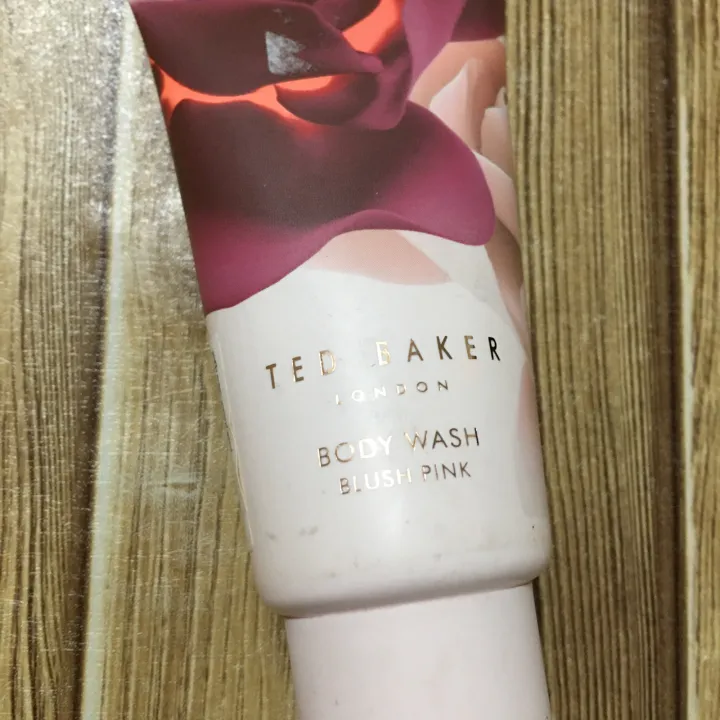 TED BAKER
LONDON
BODY WASH
BLUSH PINK